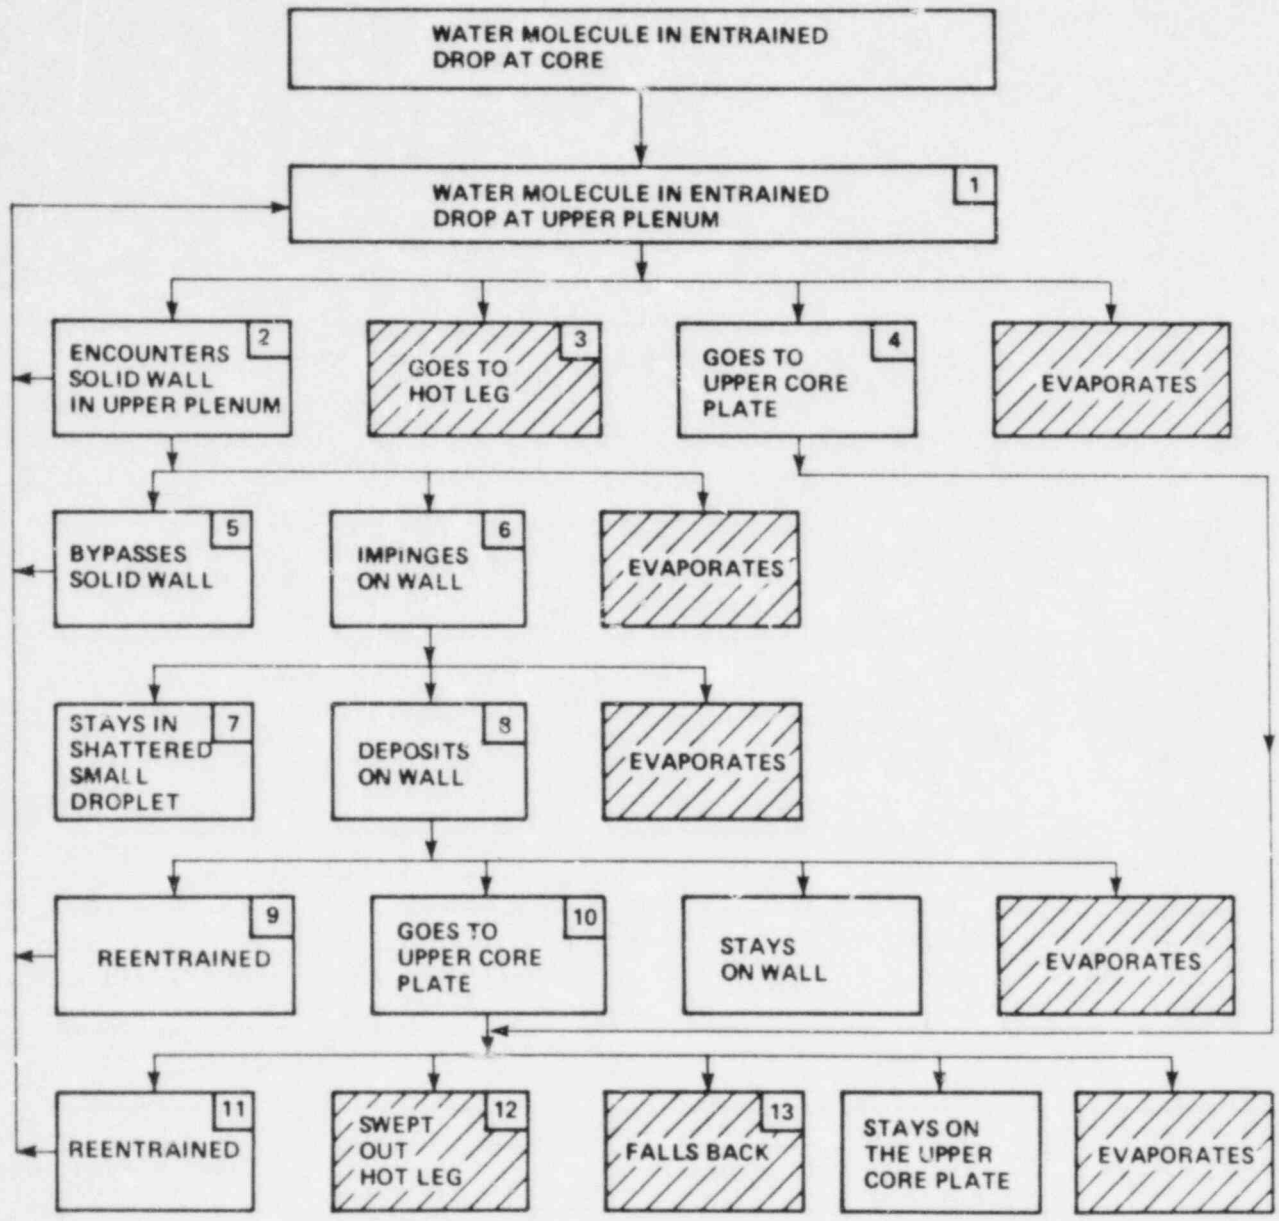 WATER MOLECULE IN ENTRAINED
DROP AT CORE
WATER MOLECULE IN ENTRAINED
DROP AT UPPER PLENUM
1
ENCOUNTERS
SOLID WALL
IN UPPER PLENUM
2
GOES TO
HOT LEG
3
GOES TO
UPPER CORE
PLATE
4
EVAPORATES
BYPASSES
SOLID WALL
5
IMPINGES
ON WALL
6
EVAPORATES
STAYS IN
SHATTERED
SMALL
DROPLET
7
DEPOSITS
ON WALL
8
EVAPORATES
REENTRAINED
9
GOES TO
UPPER CORE
PLATE
10
STAYS
ON WALL
EVAPORATES
REENTRAINED
11
SWEPT
OUT
HOT LEG
12
FALLS BACK
13
STAYS ON
THE UPPER
CORE PLATE
EVAPORATES